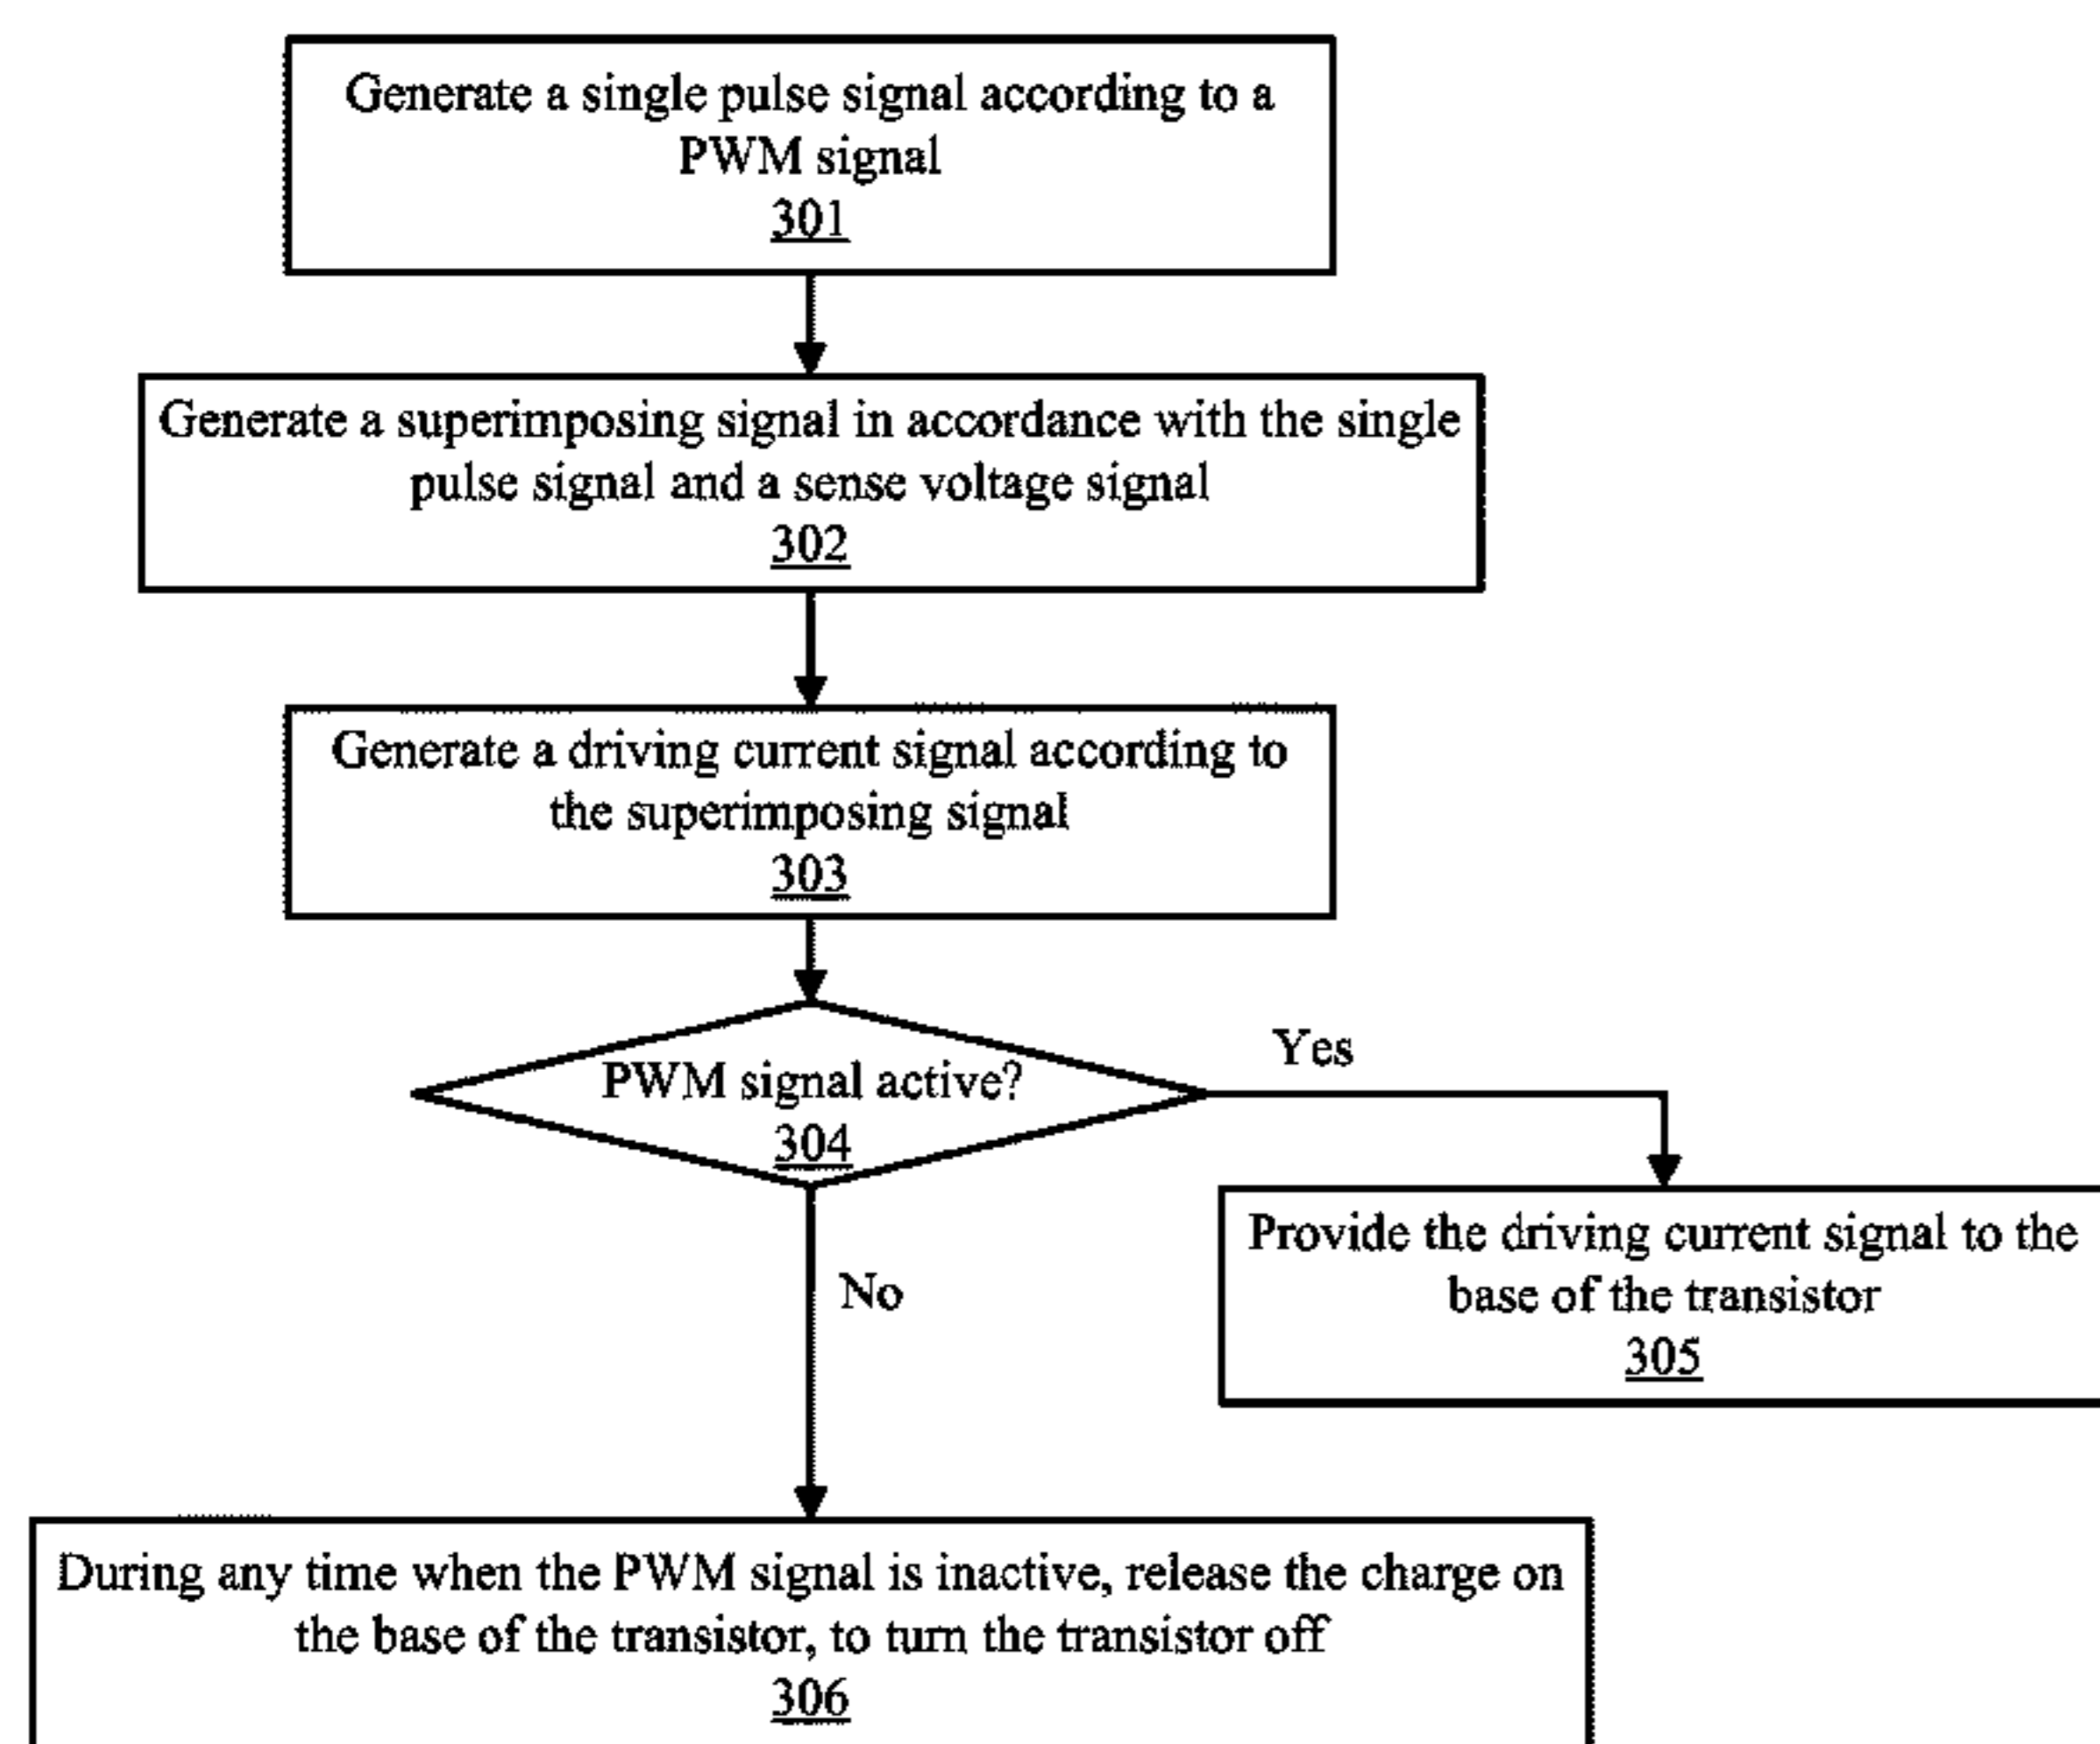 Generate a single pulse signal according to a
PWM signal
301
Generate a superimposing signal in accordance with the single
pulse signal and a sense voltage signal
302
Generate a driving current signal according to
the superimposing signal
303
PWM signal active?
304
Yes
No
Provide the driving current signal to the
base of the transistor
305
During any time when the PWM signal is inactive, release the charge on
the base of the transistor, to turn the transistor off
306